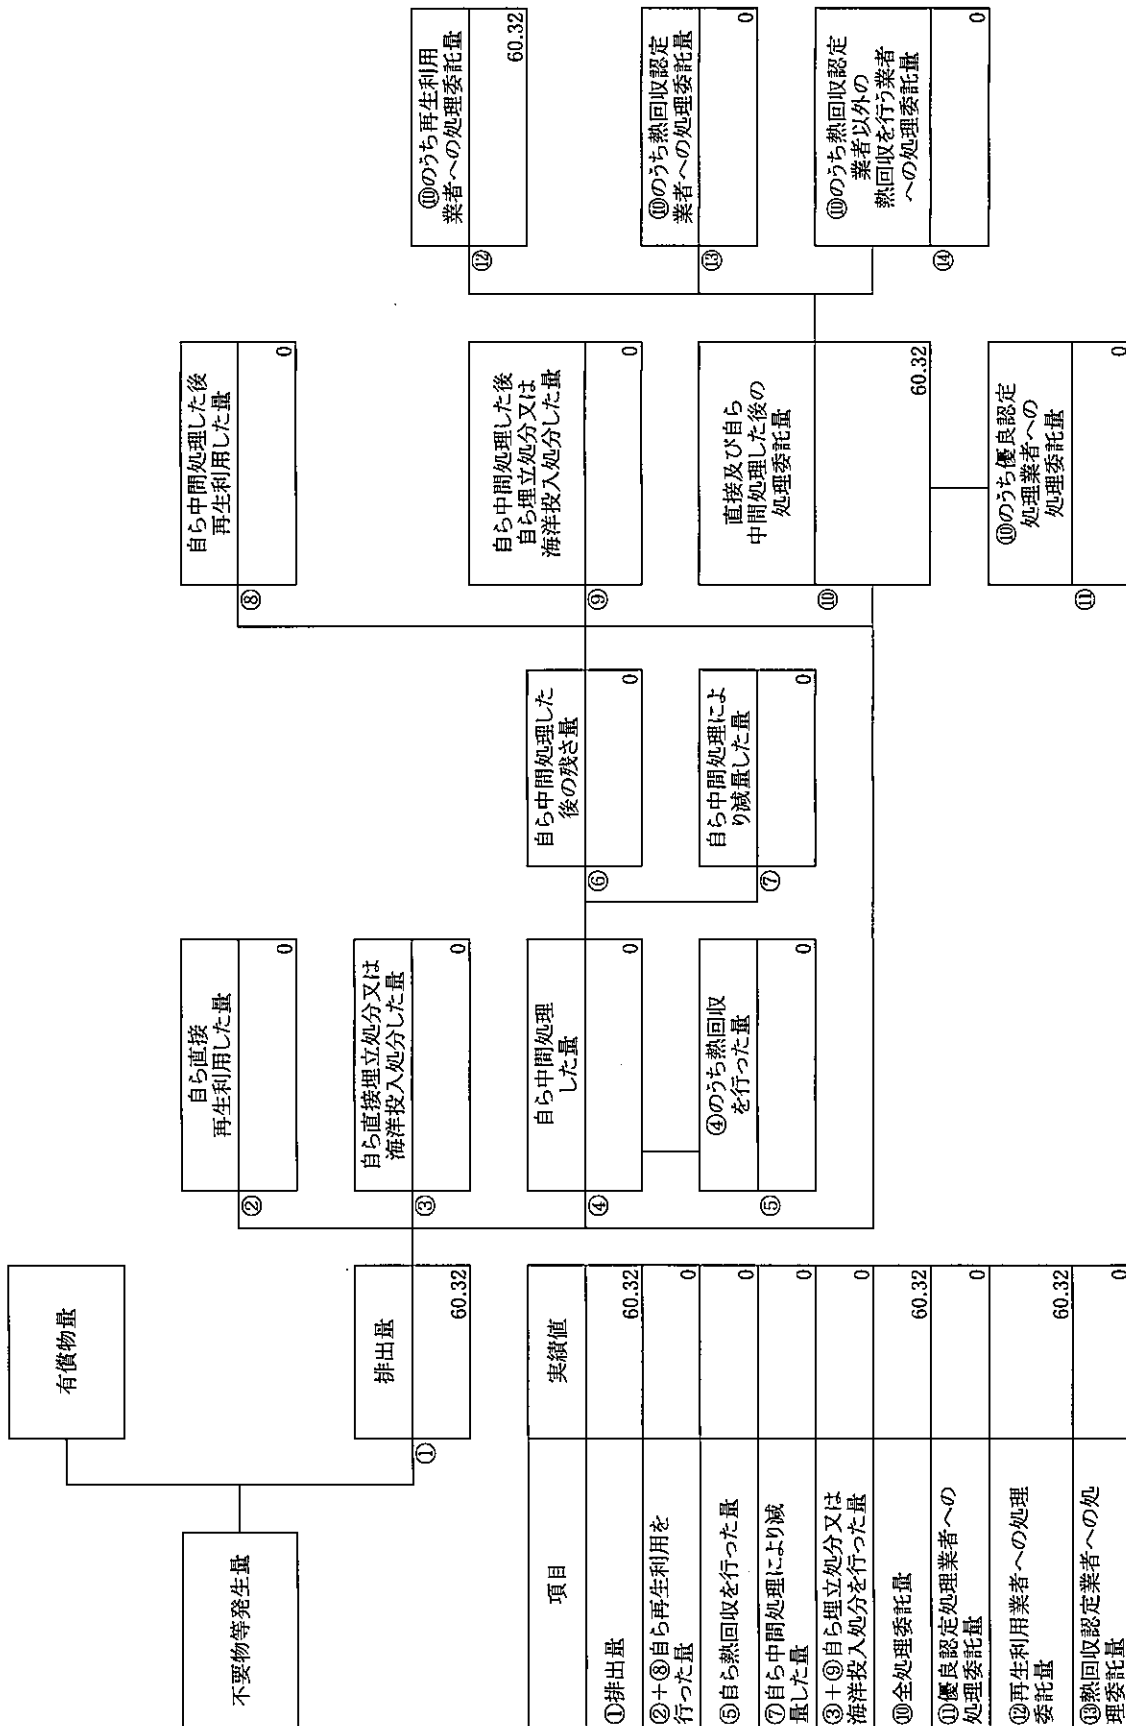 不要物等発生量
有償物量
①
排出量
60.32
②
自ら直接
再生利用した量
0
③
自ら直接埋立処分又は
海洋投入処分した量
0
④
自ら中間処理
した量
0
⑤
④のうち熱回収
を行った量
0
⑥
自ら中間処理した
後の残さ量
0
⑦
自ら中間処理によ
り減量した量
0
⑧
自ら中間処理した後
再生利用した量
0
⑨
自ら中間処理した後
自ら埋立処分又は
海洋投入処分した量
0
⑩
直接及び自ら
中間処理した後の
処理委託量
60.32
⑪
⑩のうち優良認定
処理業者への
処理委託量
0
⑫
⑩のうち再生利用
業者への処理委託量
60.32
⑬
⑩のうち熱回収認定
業者への処理委託量
0
⑭
⑩のうち熱回収認定
業者以外の
熱回収を行う業者
への処理委託量
0
項目
実績値
①排出量
60.32
②+⑧自ら再生利用を
行った量
0
⑤自ら熱回収を行った量
0
⑦自ら中間処理により減
量した量
0
③+⑨自ら埋立処分又は
海洋投入処分を行った量
0
⑩全処理委託量
60.32
⑪優良認定処理業者への
処理委託量
0
⑫再生利用業者への処理
委託量
60.32
⑬熱回収認定業者への処
理委託量
0